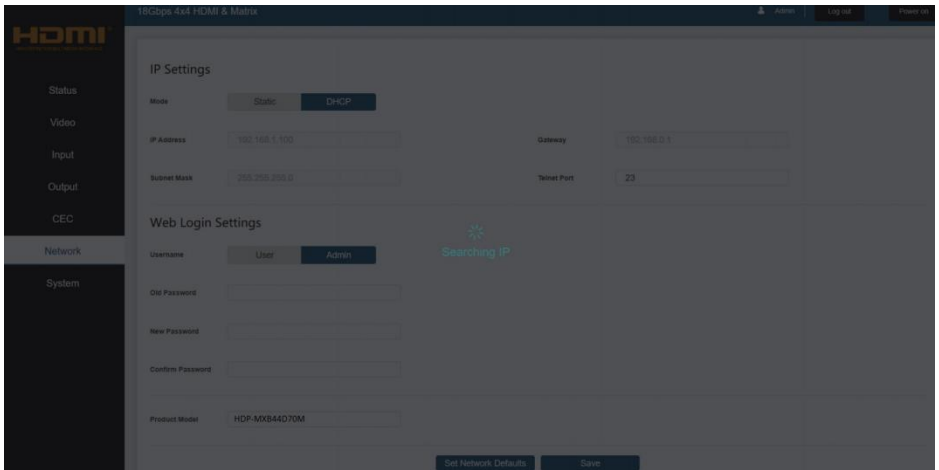 18Gbps 4x4 HDMI & Matrix
Admin
Log out
Power on
HDMI
Status
Video
Input
Output
CEC
Network
System
IP Settings
Mode Static DHCP
IP Address 192.168.1.100 Gateway 192.168.0.1
Subnet Mask 255.255.255.0 Telnet Port 23
Web Login Settings
Username User Admin
Searching IP
Old Password
New Password
Confirm Password
Product Model HDP-MXB44D70M
Set Network Defaults Save